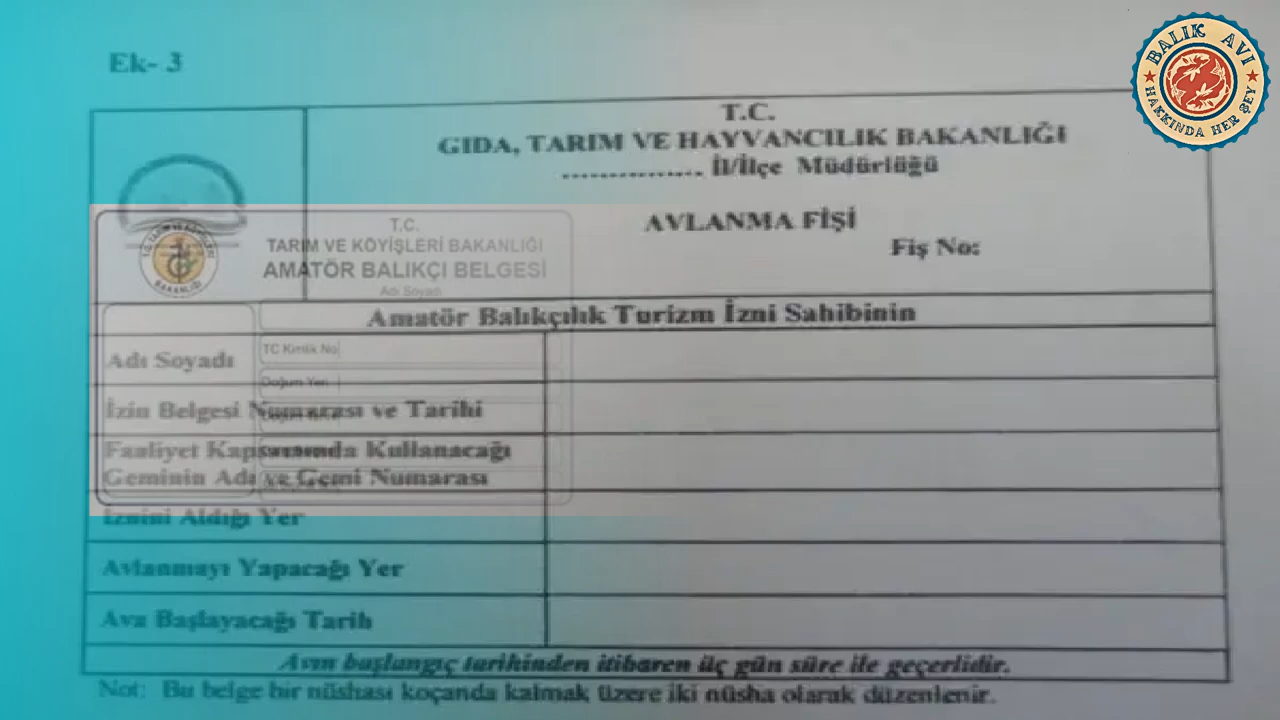 Ek- 3
BALIK AVI
HAKKINDA HER ŞEY
T.C.
GIDA, TARIM VE HAYVANCILIK BAKANLIĞI
................ İl/İlçe Müdürlüğü
AVLANMA FİŞİ
Fiş No:
T.C.
TARIM VE KÖYİŞLERİ BAKANLIĞI
AMATÖR BALIKÇI BELGESİ
Adı Soyadı
BAKANLIĞI
Amatör Balıkçılık Turizm İzni Sahibinin
TC Kimlik No
Adı Soyadı
Doğum Yeri
İzin Belgesi Numarası ve Tarihi
Faaliyet Kapsamında Kullanacağı
Geminin Adı ve Gemi Numarası
İznini Aldığı Yer
Avlanmayı Yapacağı Yer
Ava Başlayacağı Tarih
Avın başlangıç tarihinden itibaren üç gün süre ile geçerlidir.
Not: Bu belge bir nüshası koçanda kalmak üzere iki nüsha olarak düzenlenir.